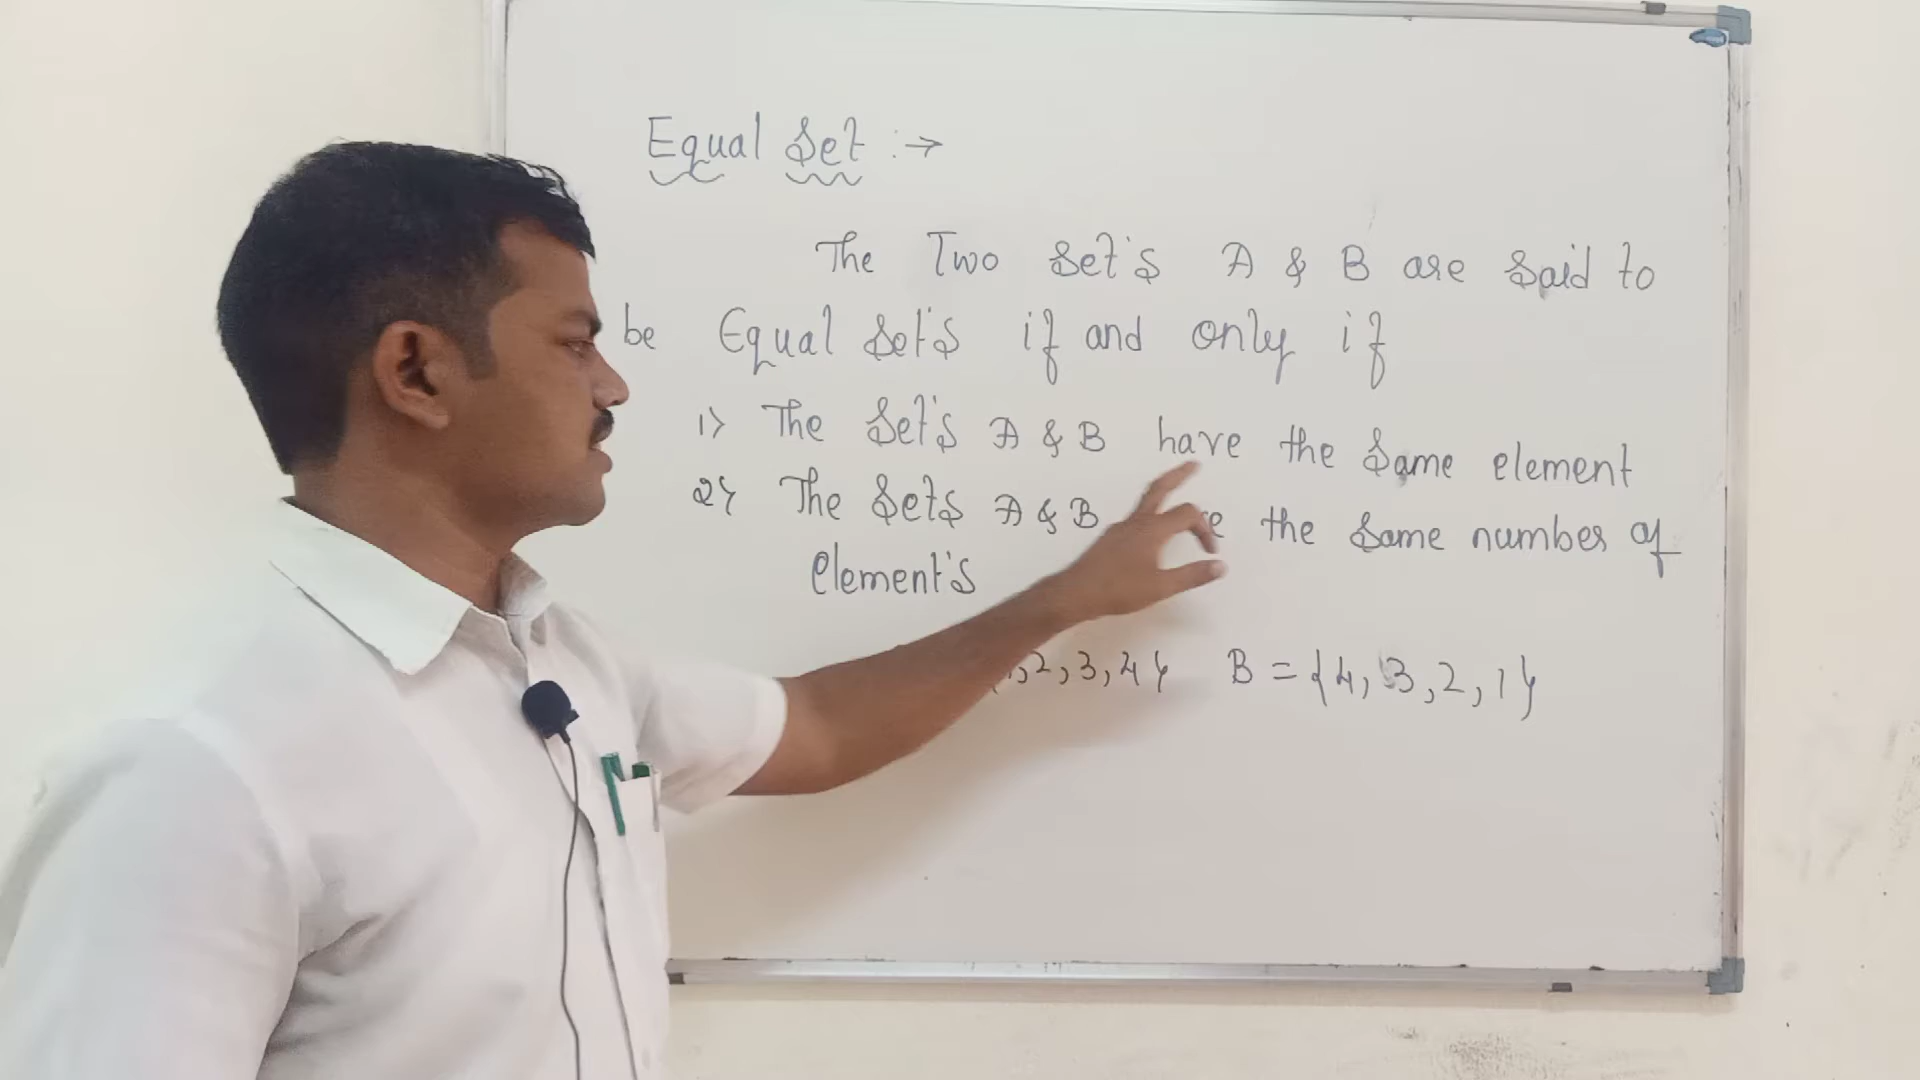 Equal Set :→
The Two Set's A & B are said to
be Equal Set's if and only if
1) The Set's A & B have the Same element
2) The Sets A & B the Same number of
Element's
,2,3,4} B = {4, 3, 2, 1}